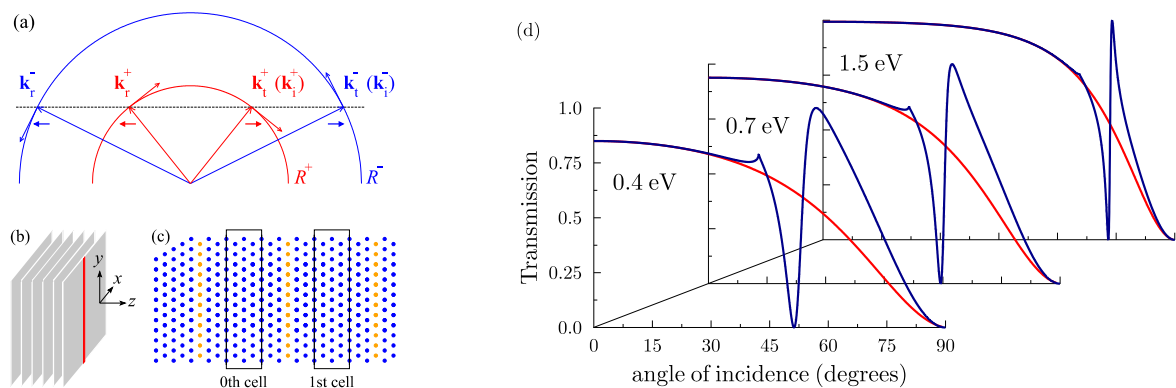 (a)
k_r^- k_r^+ k_t^+ (k_i^+) k_t^- (k_i^-)
R^+ R^-
(b)
y
x
z
(c)
0th cell 1st cell
(d)
1.5 eV
0.7 eV
0.4 eV
Transmission
1.0
0.75
0.5
0.25
0.0
0 15 30 45 60 75 90
angle of incidence (degrees)